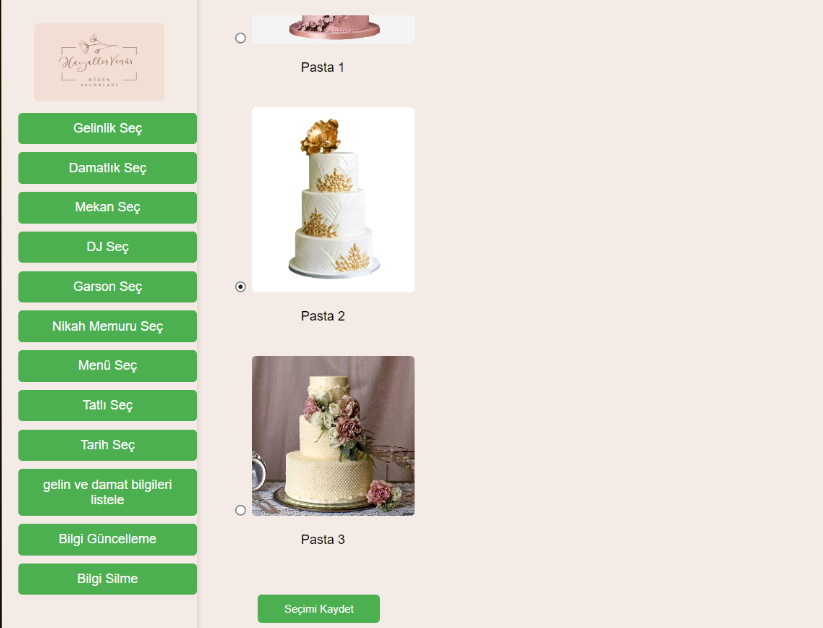 Hayaller Venüs
DÜĞÜN
SALONLARI
Gelinlik Seç
Damatlık Seç
Mekan Seç
DJ Seç
Garson Seç
Nikah Memuru Seç
Menü Seç
Tatlı Seç
Tarih Seç
gelin ve damat bilgileri
listele
Bilgi Güncelleme
Bilgi Silme
Pasta 1
Pasta 2
Pasta 3
Seçimi Kaydet